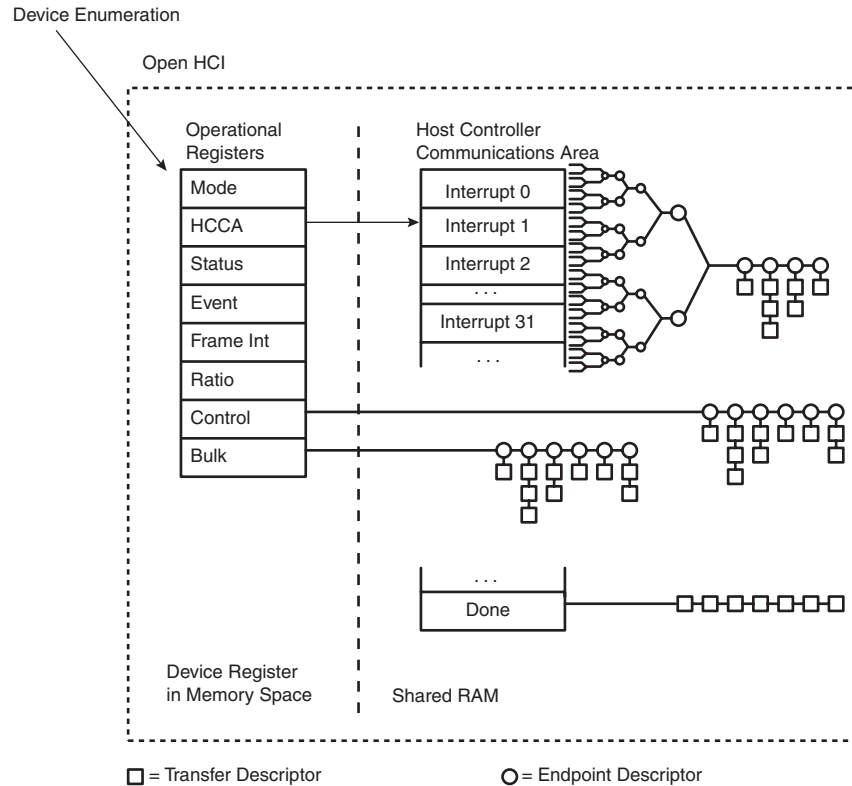 Device Enumeration
Open HCI
Operational
Registers
Host Controller
Communications Area
Mode
HCCA
Status
Event
Frame Int
Ratio
Control
Bulk
Interrupt 0
Interrupt 1
Interrupt 2
. . .
Interrupt 31
. . .
. . .
Done
Device Register
in Memory Space
Shared RAM
= Transfer Descriptor
= Endpoint Descriptor